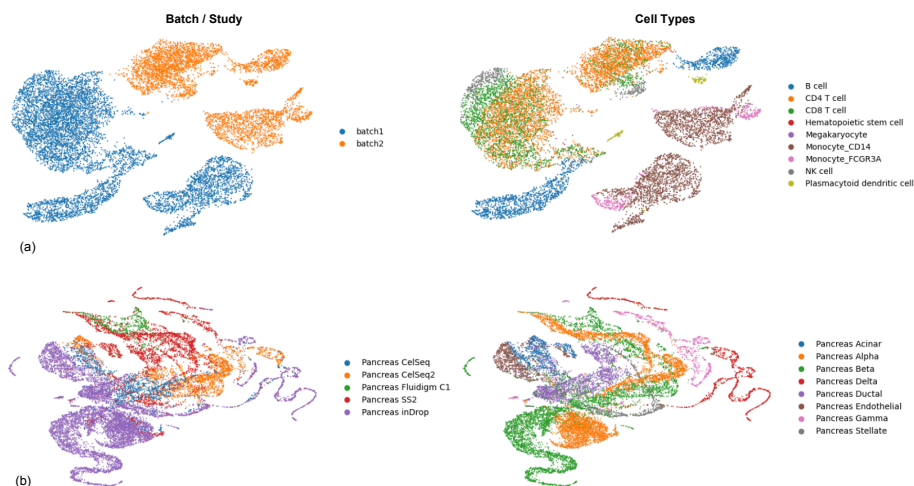 Batch / Study
Cell Types
batch1
batch2
B cell
CD4 T cell
CD8 T cell
Hematopoietic stem cell
Megakaryocyte
Monocyte_CD14
Monocyte_FCGR3A
NK cell
Plasmacytoid dendritic cell
(a)
Pancreas CelSeq
Pancreas CelSeq2
Pancreas Fluidigm C1
Pancreas SS2
Pancreas inDrop
Pancreas Acinar
Pancreas Alpha
Pancreas Beta
Pancreas Delta
Pancreas Ductal
Pancreas Endothelial
Pancreas Gamma
Pancreas Stellate
(b)